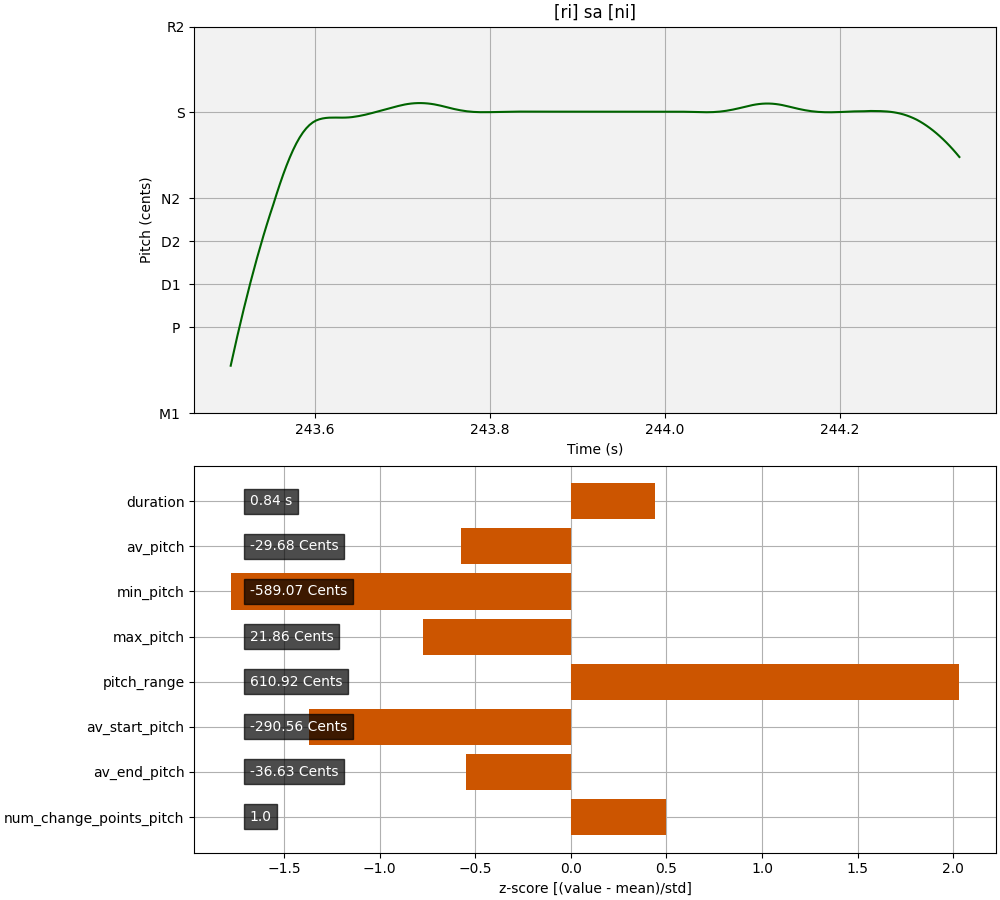 [ri] sa [ni]
R2
S
N2
D2
D1
P
M1
Pitch (cents)
243.6 243.8 244.0 244.2
Time (s)
duration 0.84 s
av_pitch -29.68 Cents
min_pitch -589.07 Cents
max_pitch 21.86 Cents
pitch_range 610.92 Cents
av_start_pitch -290.56 Cents
av_end_pitch -36.63 Cents
num_change_points_pitch 1.0
−1.5 −1.0 −0.5 0.0 0.5 1.0 1.5 2.0
z-score [(value - mean)/std]